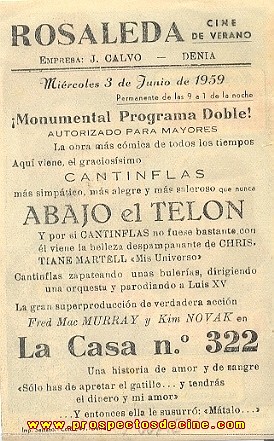 ROSALEDA CINE DE VERANO
EMPRESA: J. CALVO — DENIA
Miércoles 3 de Junio de 1959
Permanente de las 9 a 1 de la noche
¡Monumental Programa Doble!
AUTORIZADO PARA MAYORES
La obra más cómica de todos los tiempos
Aquí viene, el graciosísimo
CANTINFLAS
más simpático, más alegre y más saleroso que nunca
ABAJO el TELON
Y por si CANTINFLAS no fuese bastante con
él viene la belleza despampanante de CHRIS-
TIANE MARTELL «Mis Universo»
Cantinflas zapateando unas bulerías, dirigiendo
una orquesta y parodiando a Luis XV
La gran superproducción de verdadera acción
Fred Mac MURRAY y Kim NOVAK en
La Casa n.º 322
Una historia de amor y de sangre
«Sólo has de apretar el gatillo... y tendrás
el dinero y mi amor»
...Y entonces ella le susurró: «Mátalo...»
www.prospectosdecine.com